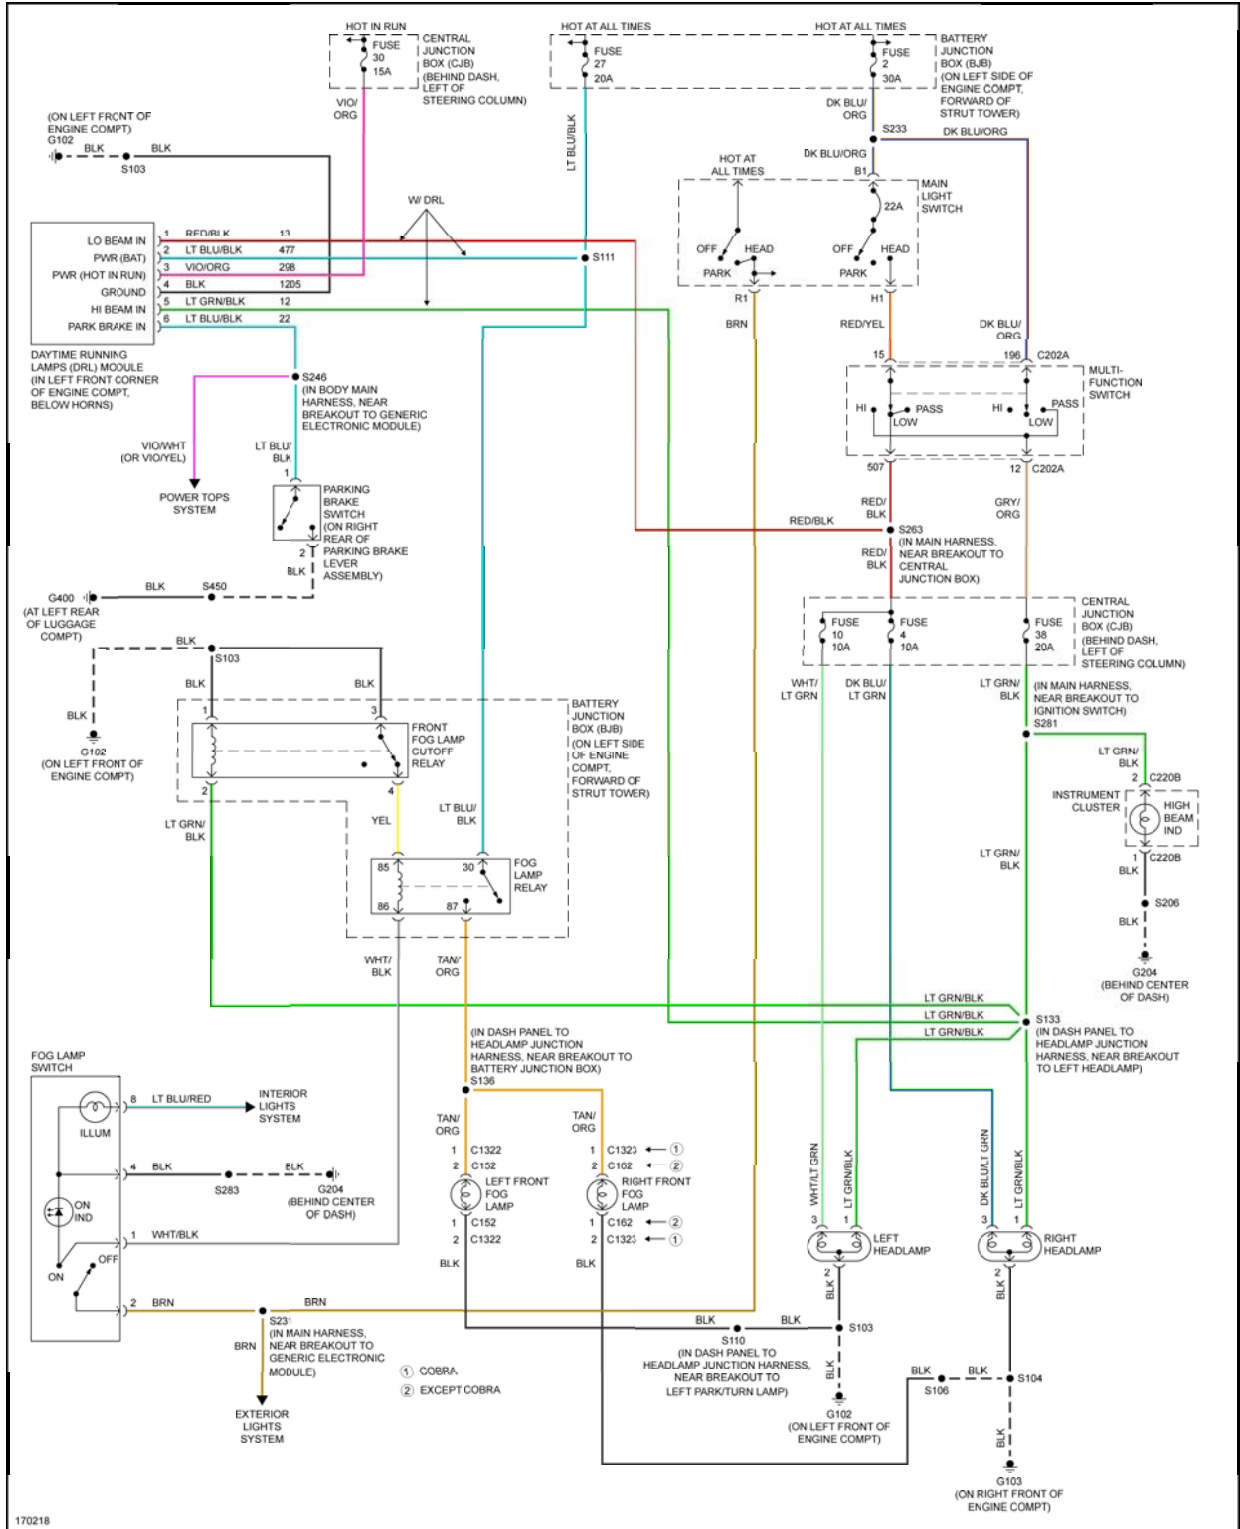 HOT IN RUN
FUSE
30
15A
CENTRAL
JUNCTION
BOX (CJB)
(BEHIND DASH,
LEFT OF
STEERING COLUMN)
VIO/
ORG
HOT AT ALL TIMES
HOT AT ALL TIMES
FUSE
27
20A
FUSE
2
30A
BATTERY
JUNCTION
BOX (BJB)
(ON LEFT SIDE OF
ENGINE COMPT,
FORWARD OF
STRUT TOWER)
LT BLU/BLK
DK BLU/
ORG
S233
DK BLU/ORG
DK BLU/ORG
B1
(ON LEFT FRONT OF
ENGINE COMPT)
G102
BLK
BLK
S103
HOT AT
ALL TIMES
MAIN
LIGHT
SWITCH
22A
OFF
HEAD
PARK
OFF
HEAD
PARK
R1
H1
BRN
RED/YEL
DK BLU/
ORG
W/ DRL
LO BEAM IN
1
RED/BLK
13
PWR (BAT)
2
LT BLU/BLK
477
PWR (HOT IN RUN)
3
VIO/ORG
298
GROUND
4
BLK
1205
HI BEAM IN
5
LT GRN/BLK
12
PARK BRAKE IN
6
LT BLU/BLK
22
S111
DAYTIME RUNNING
LAMPS (DRL) MODULE
(IN LEFT FRONT CORNER
OF ENGINE COMPT,
BELOW HORNS)
S246
(IN BODY MAIN
HARNESS, NEAR
BREAKOUT TO GENERIC
ELECTRONIC MODULE)
VIO/WHT
(OR VIO/YEL)
LT BLU/
BLK
1
POWER TOPS
SYSTEM
PARKING
BRAKE
SWITCH
(ON RIGHT
REAR OF
PARKING BRAKE
LEVER
ASSEMBLY)
2
BLK
BLK
S450
G400
(AT LEFT REAR
OF LUGGAGE
COMPT)
15
196
C202A
MULTI-
FUNCTION
SWITCH
HI
PASS
LOW
HI
PASS
LOW
507
12
C202A
RED/
BLK
GRY/
ORG
RED/BLK
S263
(IN MAIN HARNESS,
NEAR BREAKOUT TO
CENTRAL
JUNCTION BOX)
RED/
BLK
FUSE
10
10A
FUSE
4
10A
FUSE
38
20A
CENTRAL
JUNCTION
BOX (CJB)
(BEHIND DASH,
LEFT OF
STEERING COLUMN)
WHT/
LT GRN
DK BLU/
LT GRN
LT GRN/
BLK
(IN MAIN HARNESS,
NEAR BREAKOUT TO
IGNITION SWITCH)
S281
LT GRN/
BLK
2
C220B
INSTRUMENT
CLUSTER
HIGH
BEAM
IND
1
C220B
BLK
S206
BLK
G204
(BEHIND CENTER
OF DASH)
LT GRN/
BLK
BLK
S103
BLK
BLK
BLK
G102
(ON LEFT FRONT OF
ENGINE COMPT)
1
3
FRONT
FOG LAMP
CUTOFF
RELAY
2
4
BATTERY
JUNCTION
BOX (BJB)
(ON LEFT SIDE
OF ENGINE
COMPT,
FORWARD OF
STRUT TOWER)
LT GRN/
BLK
YEL
LT BLU/
BLK
85
30
FOG
LAMP
RELAY
86
87
WHT/
BLK
TAN/
ORG
LT GRN/BLK
LT GRN/BLK
LT GRN/BLK
S133
(IN DASH PANEL TO
HEADLAMP JUNCTION
HARNESS, NEAR BREAKOUT
TO LEFT HEADLAMP)
(IN DASH PANEL TO
HEADLAMP JUNCTION
HARNESS, NEAR BREAKOUT TO
BATTERY JUNCTION BOX)
S136
TAN/
ORG
TAN/
ORG
1
C1322
2
C152
LEFT FRONT
FOG
LAMP
1
C152
2
C1322
BLK
1
C1323
1
2
C102
2
RIGHT FRONT
FOG
LAMP
1
C162
2
2
C1323
1
BLK
FOG LAMP
SWITCH
ILLUM
8
LT BLU/RED
INTERIOR
LIGHTS
SYSTEM
4
BLK
BLK
S283
G204
(BEHIND CENTER
OF DASH)
ON
IND
1
WHT/BLK
OFF
ON
2
BRN
BRN
S231
(IN MAIN HARNESS,
NEAR BREAKOUT TO
GENERIC ELECTRONIC
MODULE)
BRN
EXTERIOR
LIGHTS
SYSTEM
1 COBRA
2 EXCEPT COBRA
WHT/LT GRN
LT GRN/BLK
DK BLU/LT GRN
LT GRN/BLK
3
1
LEFT
HEADLAMP
2
BLK
3
1
RIGHT
HEADLAMP
2
BLK
BLK
BLK
S110
S103
(IN DASH PANEL TO
HEADLAMP JUNCTION HARNESS,
NEAR BREAKOUT TO
LEFT PARK/TURN LAMP)
BLK
G102
(ON LEFT FRONT OF
ENGINE COMPT)
BLK
BLK
S106
S104
BLK
G103
(ON RIGHT FRONT OF
ENGINE COMPT)
170218